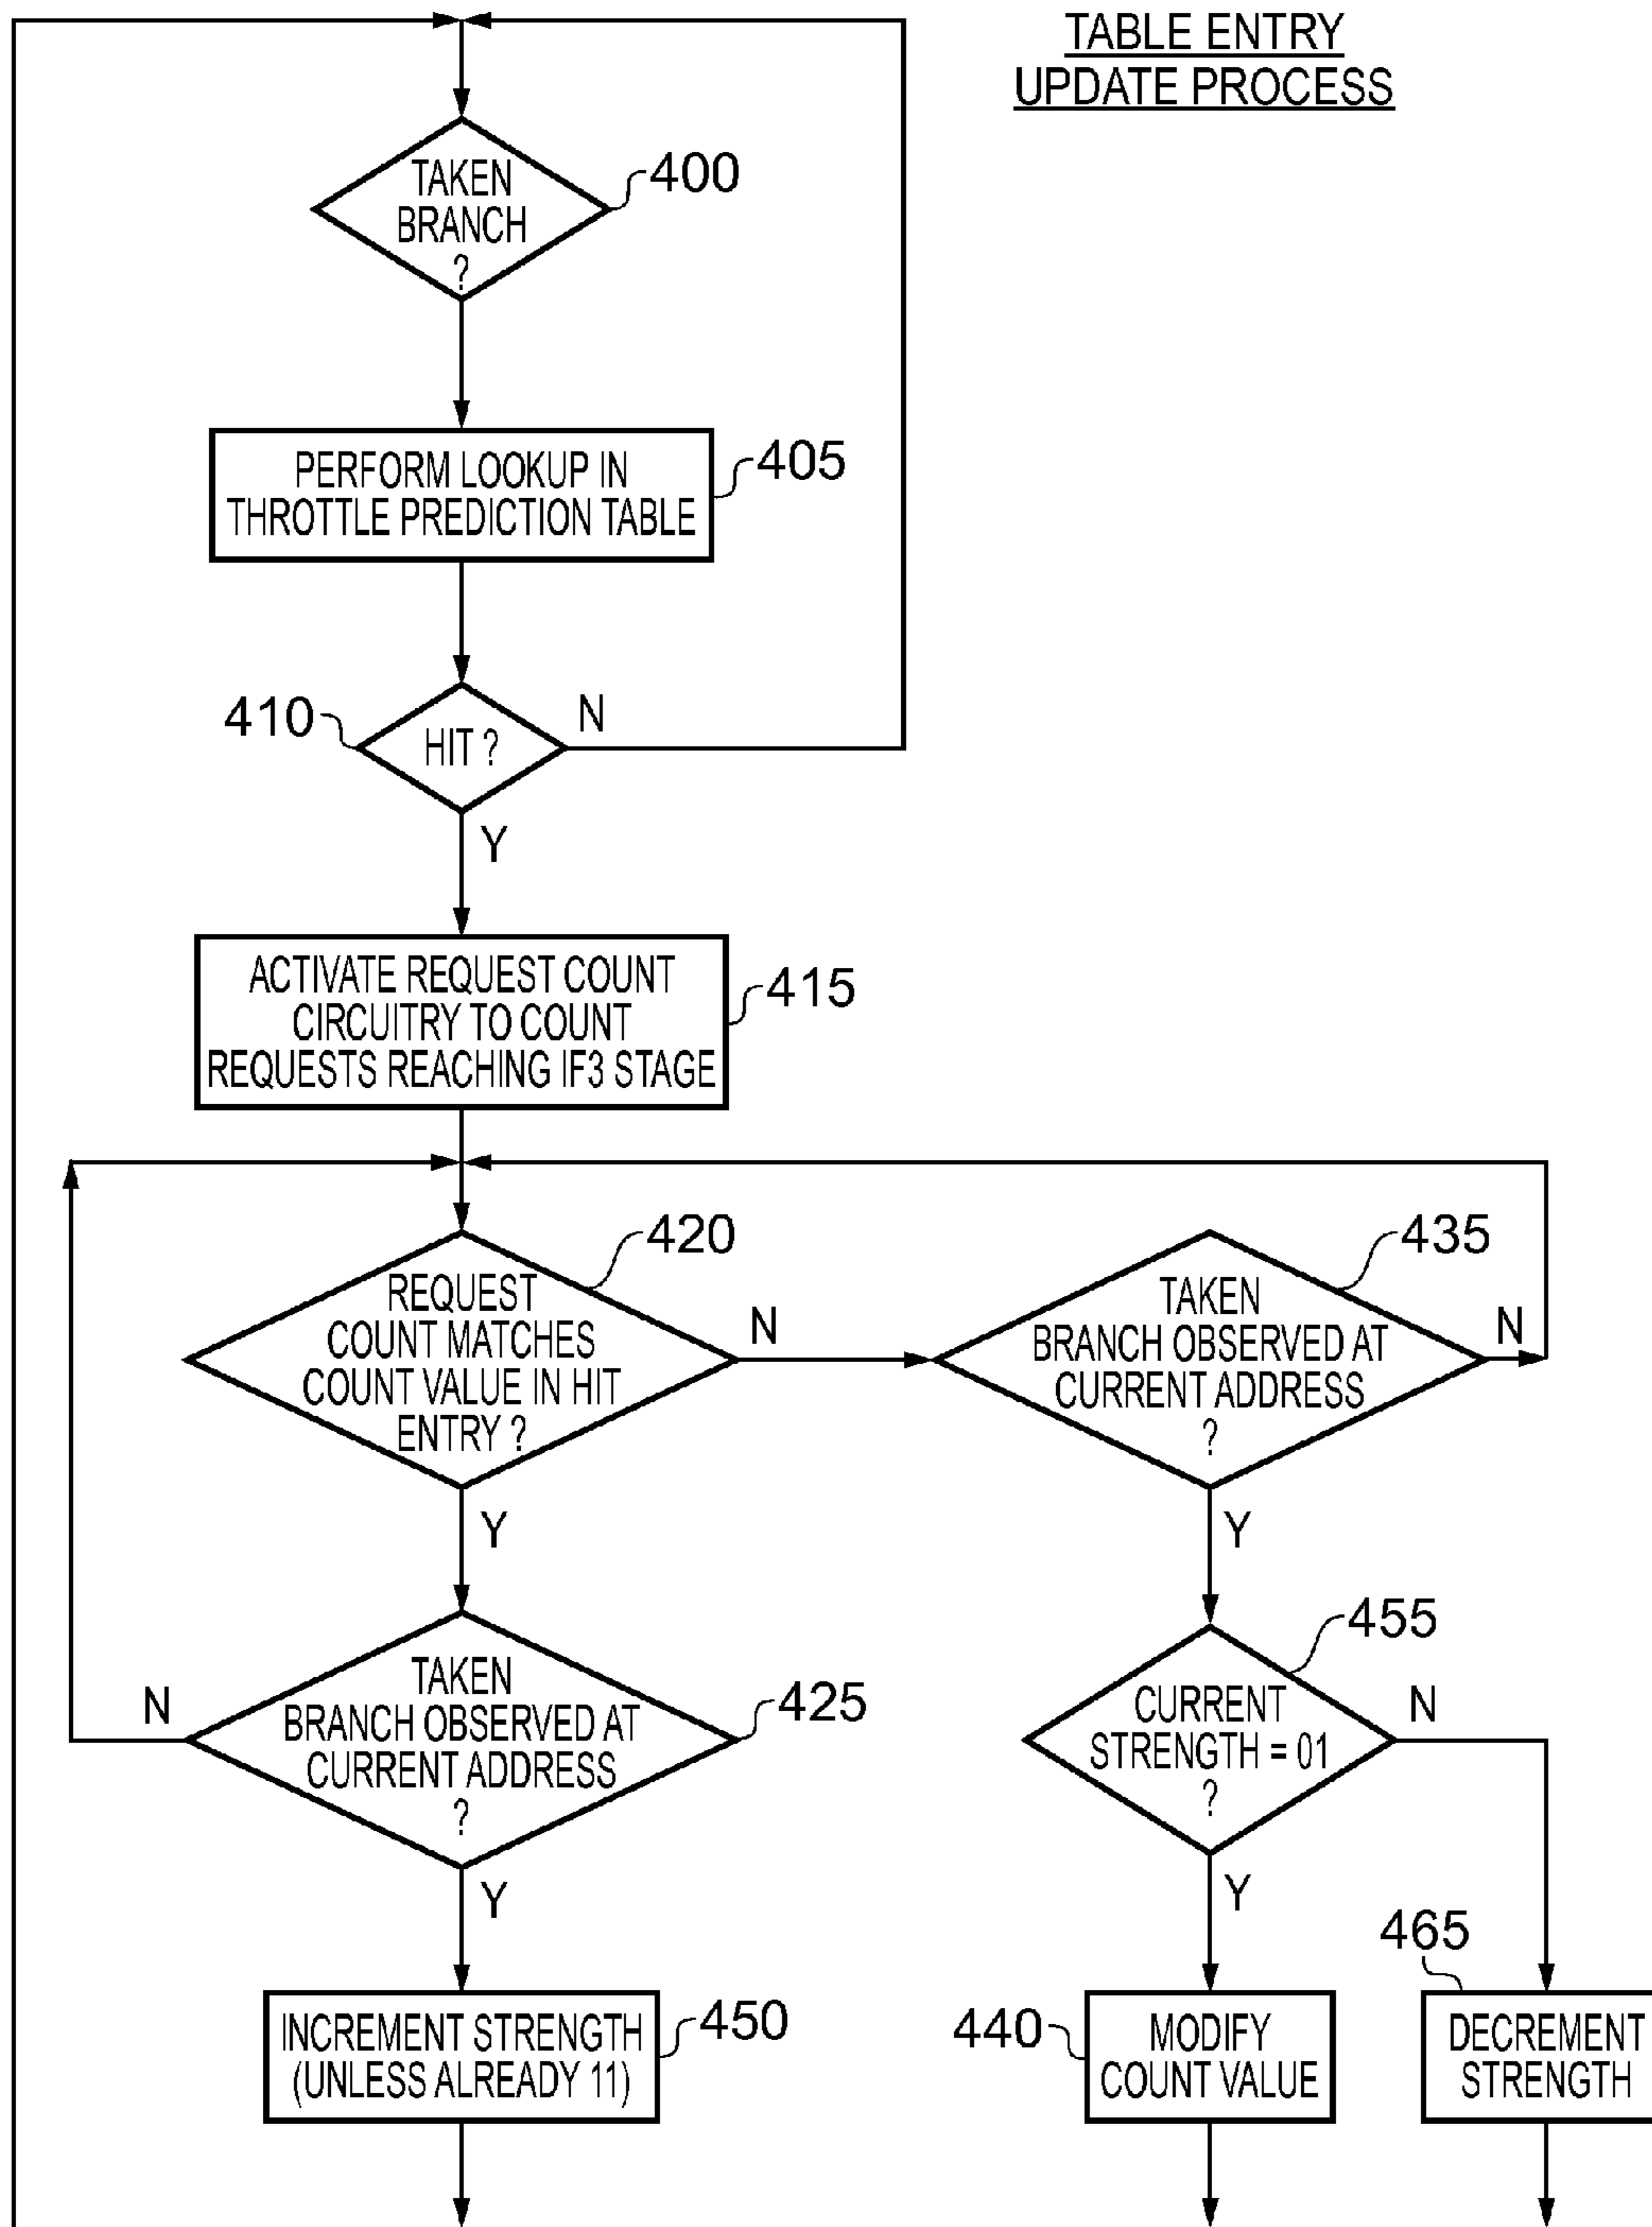 TABLE ENTRY
UPDATE PROCESS
TAKEN
BRANCH
?
400
PERFORM LOOKUP IN
THROTTLE PREDICTION TABLE
405
410
HIT ?
N
Y
ACTIVATE REQUEST COUNT
CIRCUITRY TO COUNT
REQUESTS REACHING IF3 STAGE
415
REQUEST
COUNT MATCHES
COUNT VALUE IN HIT
ENTRY ?
420
N
Y
TAKEN
BRANCH OBSERVED AT
CURRENT ADDRESS
?
435
N
Y
TAKEN
BRANCH OBSERVED AT
CURRENT ADDRESS
?
425
N
Y
CURRENT
STRENGTH = 01
?
455
N
Y
INCREMENT STRENGTH
(UNLESS ALREADY 11)
450
440
MODIFY
COUNT VALUE
465
DECREMENT
STRENGTH